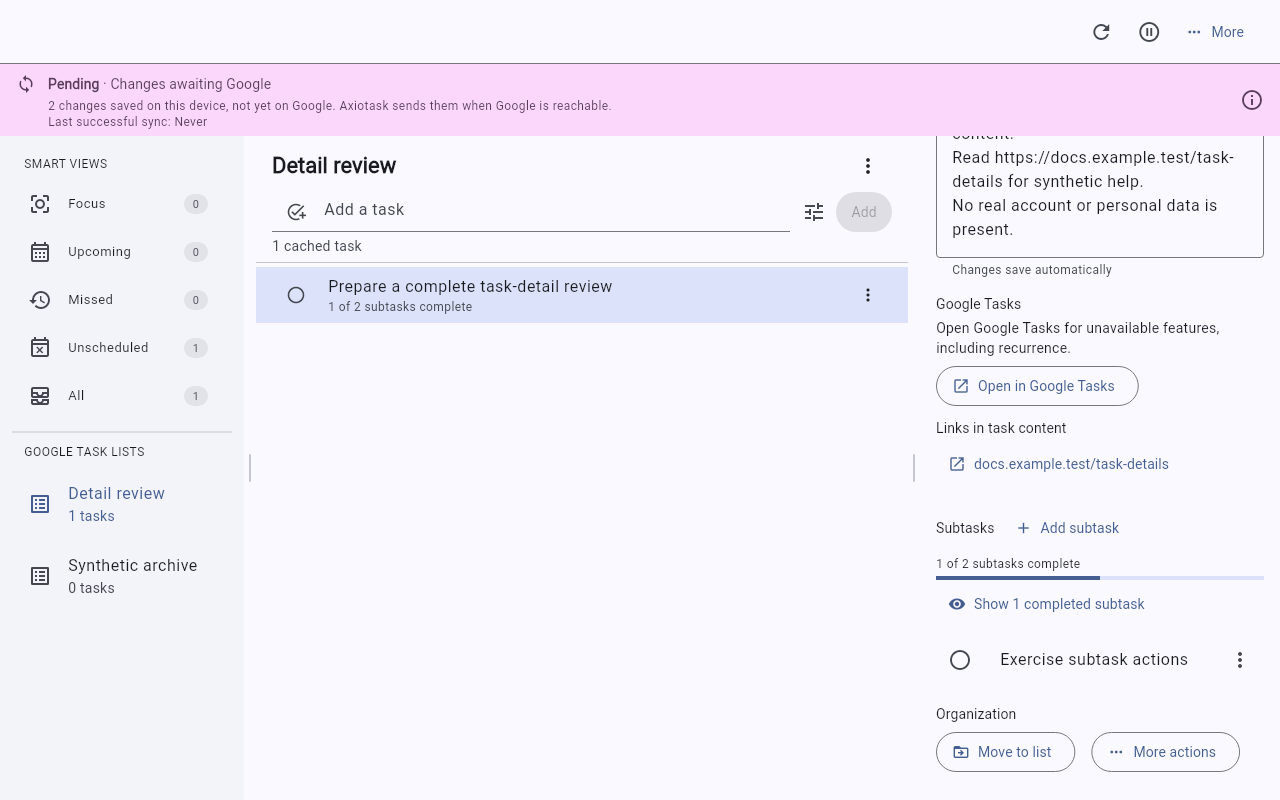 More
Pending · Changes awaiting Google
2 changes saved on this device, not yet on Google. Axiotask sends them when Google is reachable.
Last successful sync: Never
SMART VIEWS
Focus 0
Upcoming 0
Missed 0
Unscheduled 1
All 1
GOOGLE TASK LISTS
Detail review
1 tasks
Synthetic archive
0 tasks
Detail review
Add a task
Add
1 cached task
Prepare a complete task-detail review
1 of 2 subtasks complete
content.
Read https://docs.example.test/task-
details for synthetic help.
No real account or personal data is
present.
Changes save automatically
Google Tasks
Open Google Tasks for unavailable features,
including recurrence.
Open in Google Tasks
Links in task content
docs.example.test/task-details
Subtasks
Add subtask
1 of 2 subtasks complete
Show 1 completed subtask
Exercise subtask actions
Organization
Move to list
More actions